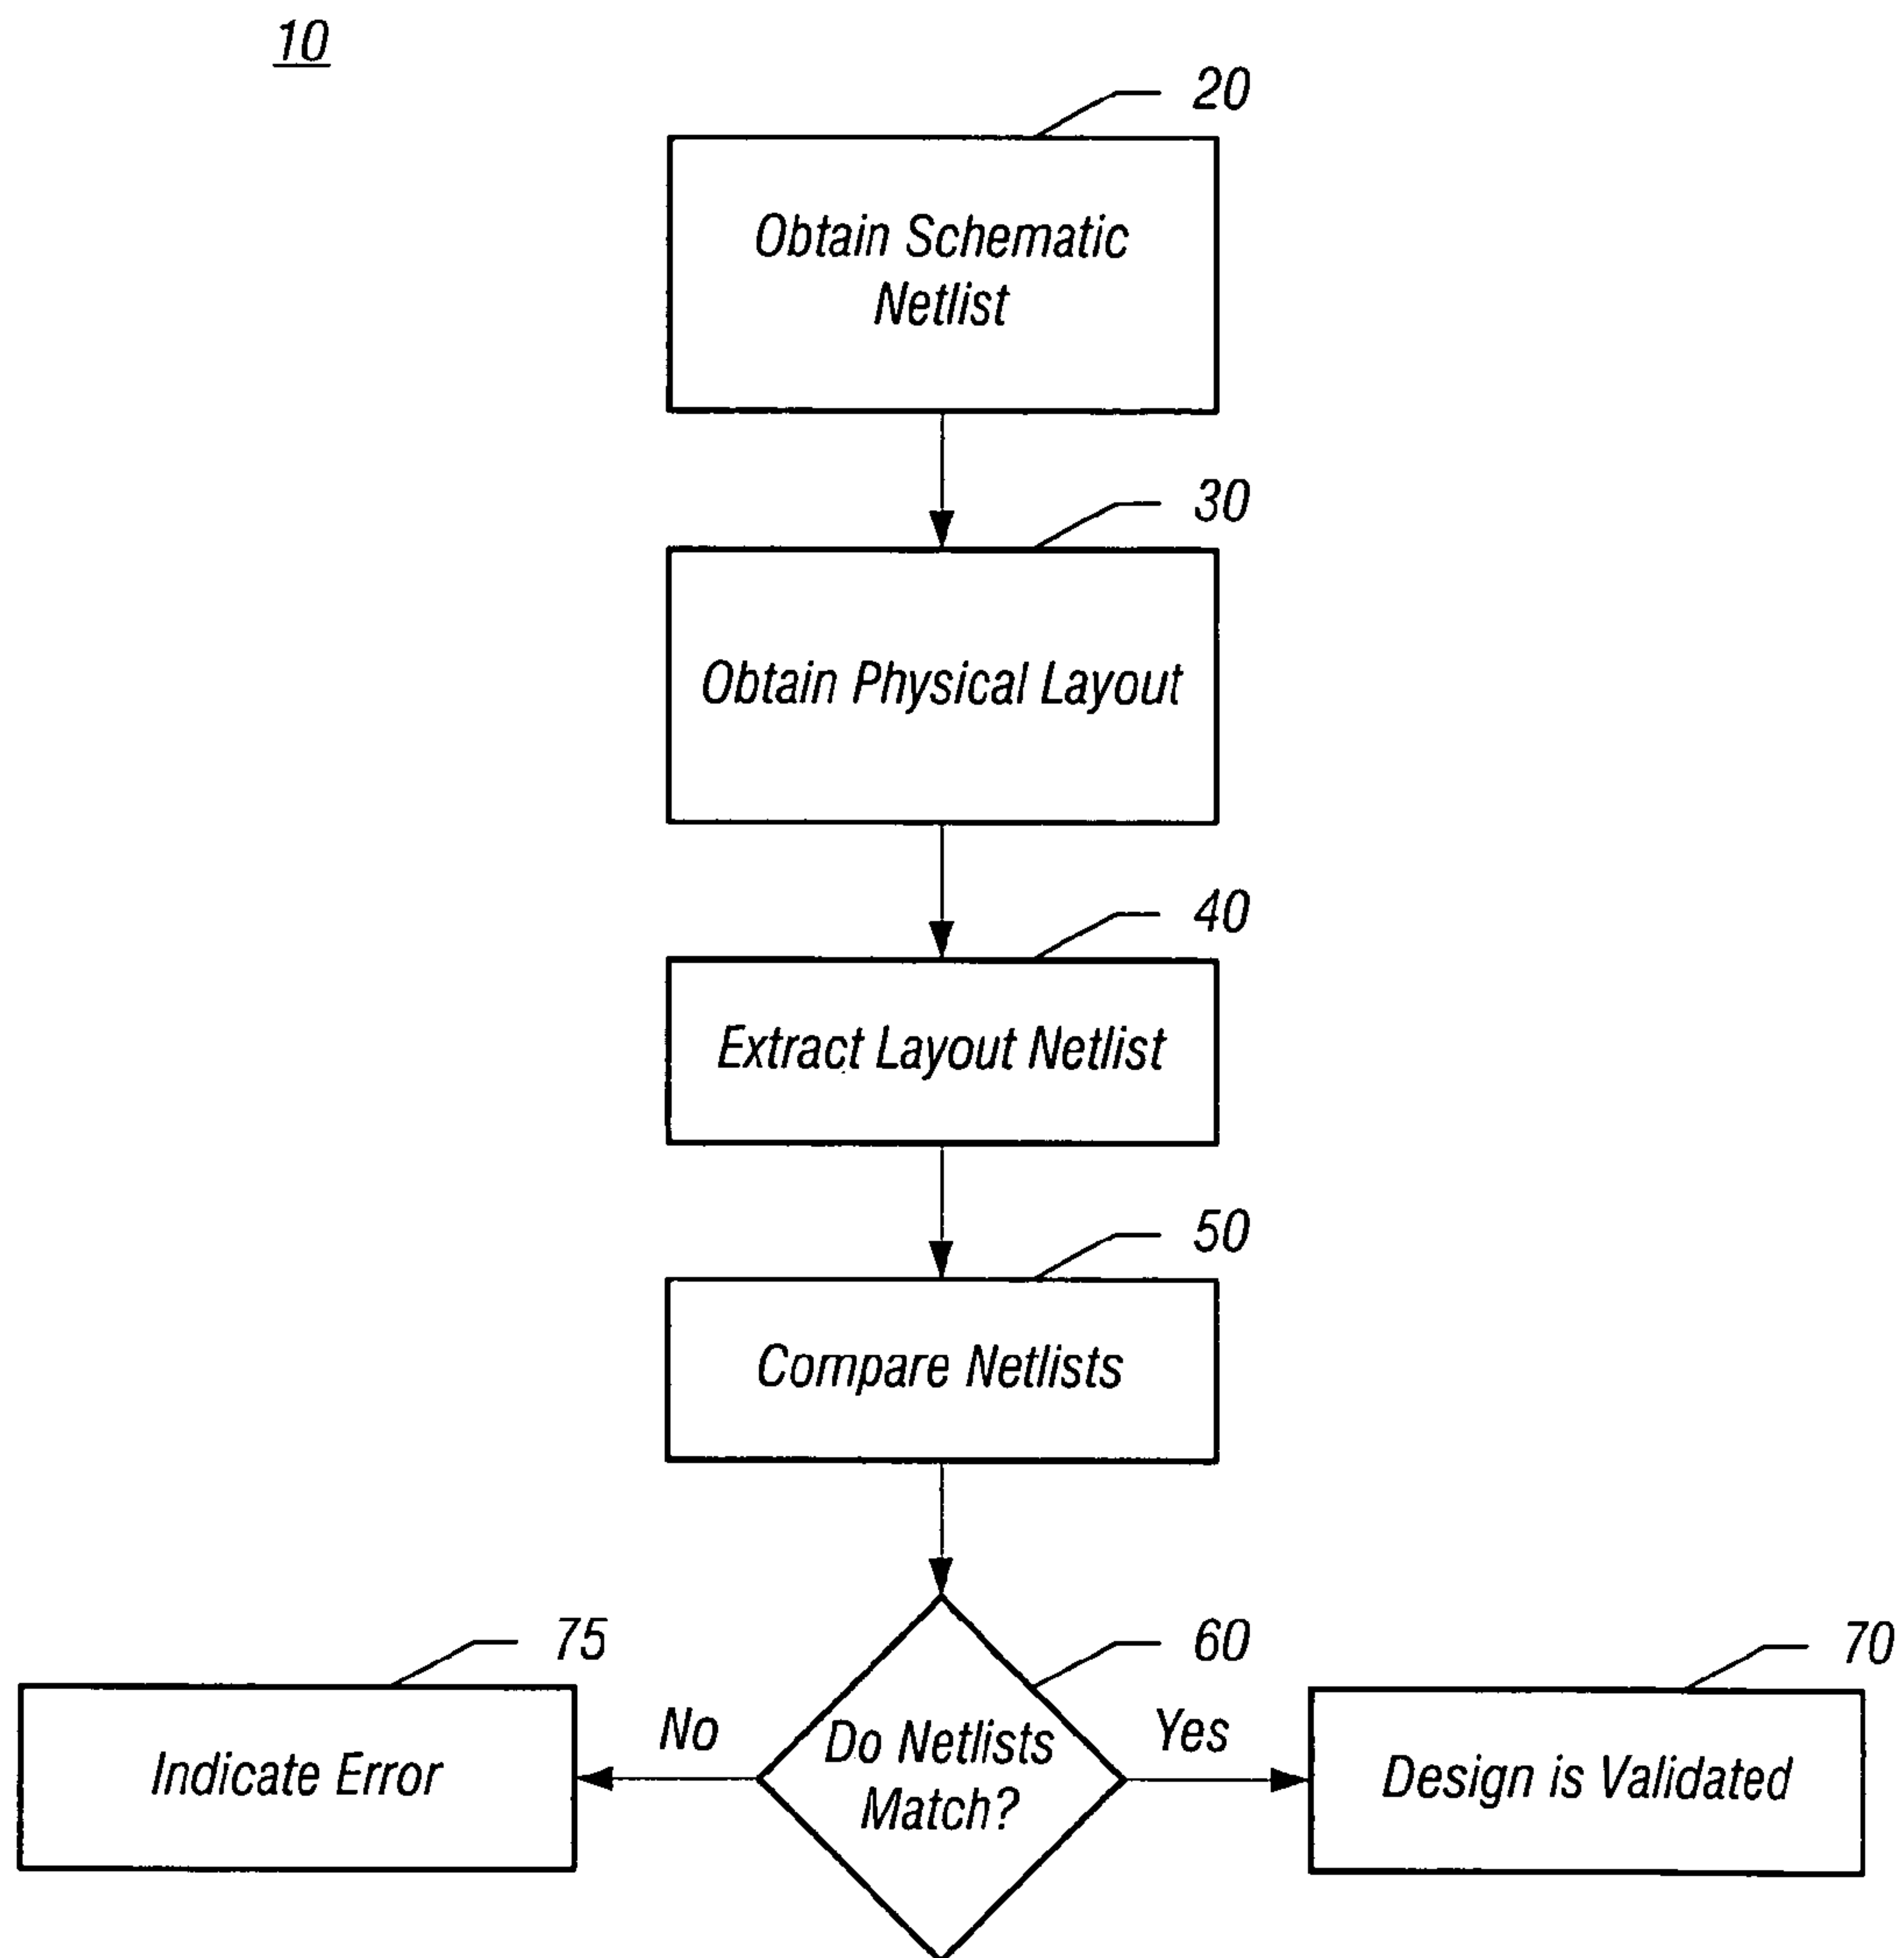 10
20
Obtain Schematic
Netlist
30
Obtain Physical Layout
40
Extract Layout Netlist
50
Compare Netlists
75
60
70
Indicate Error
No
Do Netlists
Match?
Yes
Design is Validated